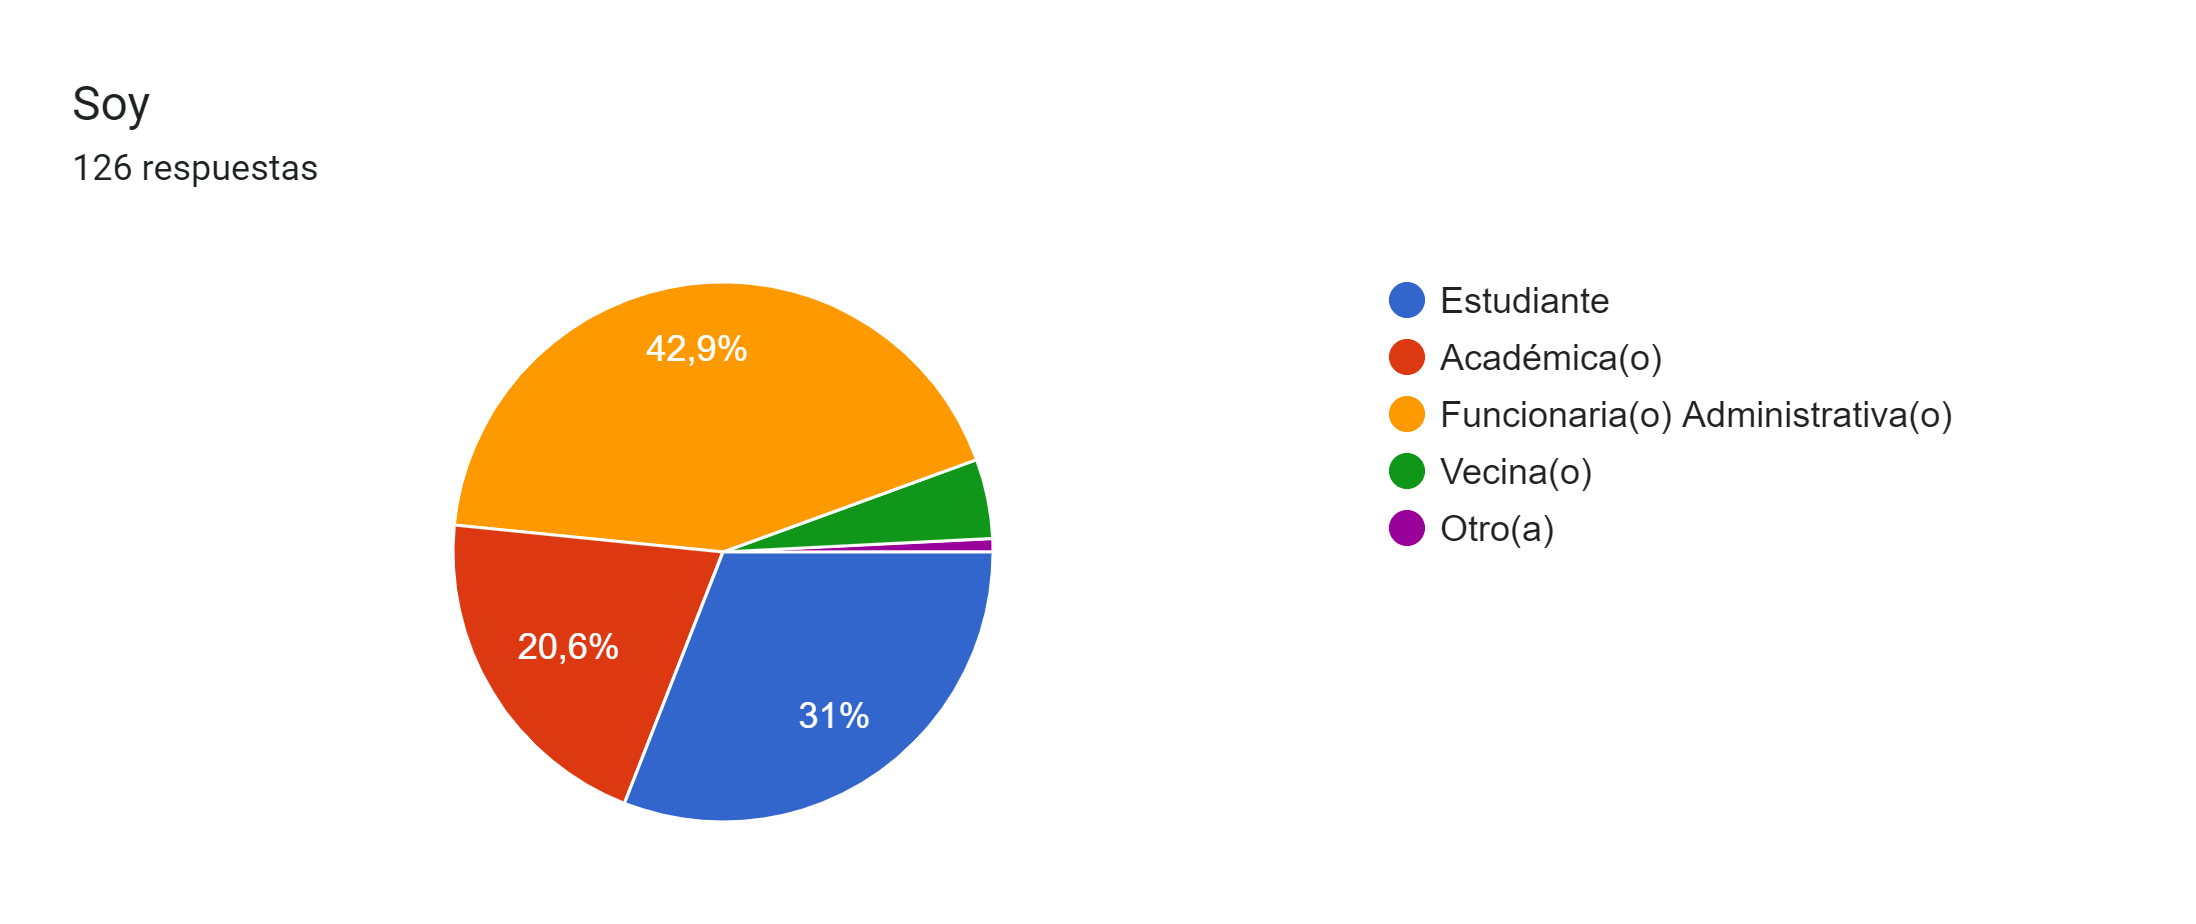 Soy
126 respuestas
42,9%
20,6%
31%
Estudiante
Académica(o)
Funcionaria(o) Administrativa(o)
Vecina(o)
Otro(a)